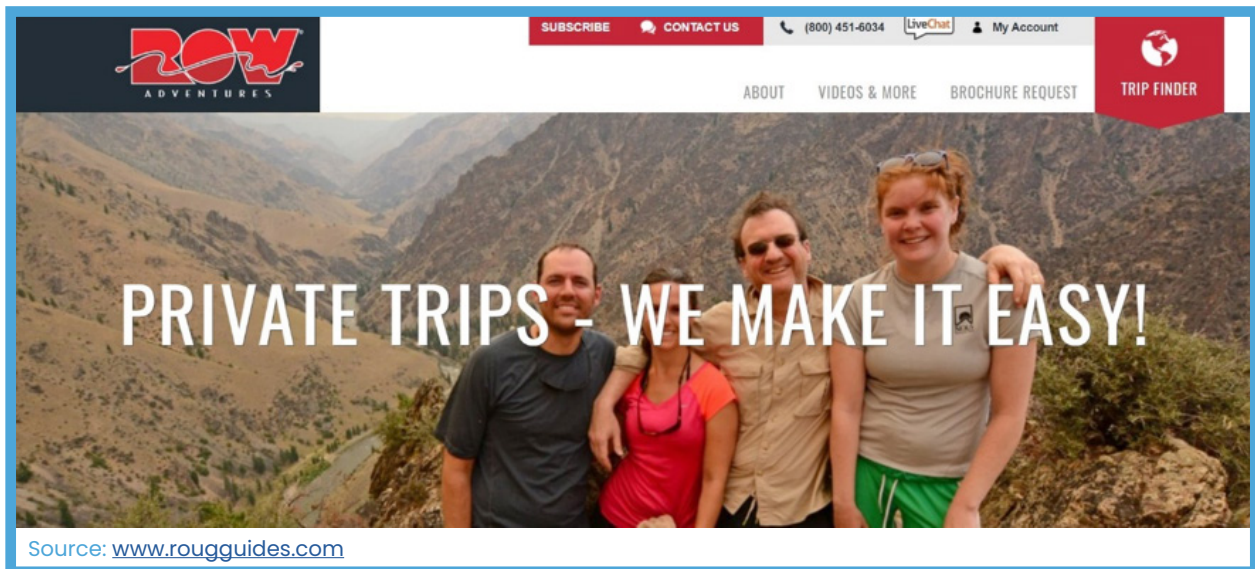 SUBSCRIBE CONTACT US (800) 451-6034 LiveChat My Account
ROW
ADVENTURES
ABOUT VIDEOS & MORE BROCHURE REQUEST TRIP FINDER
PRIVATE TRIPS - WE MAKE IT EASY!
Source: www.rougguides.com